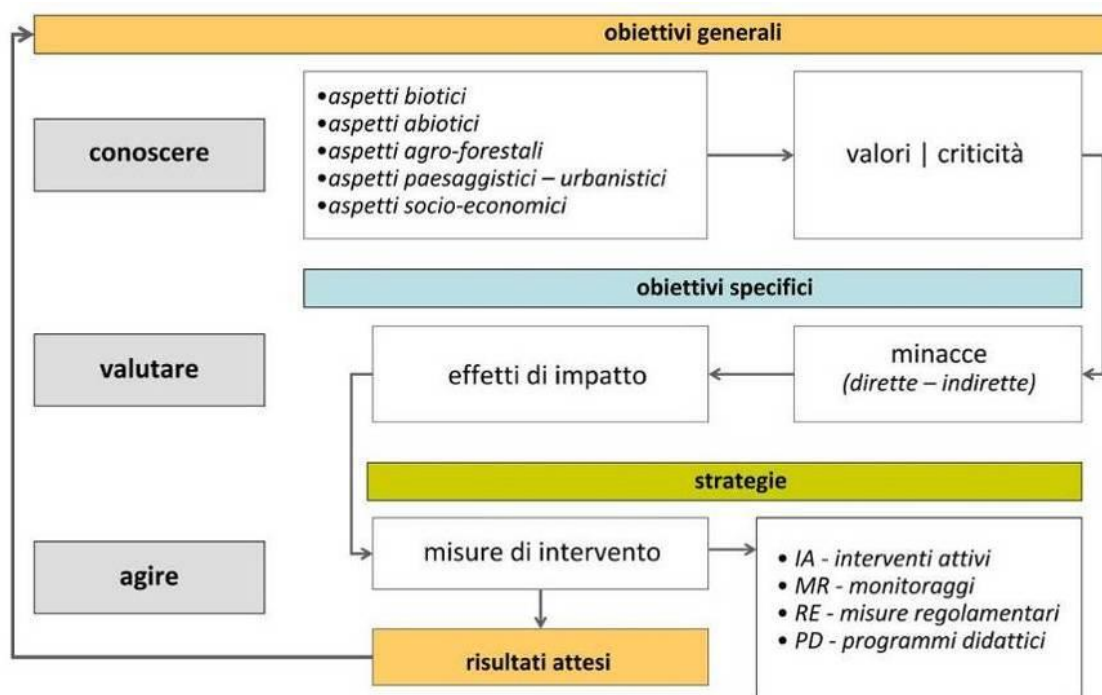 obiettivi generali
conoscere
•aspetti biotici
•aspetti abiotici
•aspetti agro-forestali
•aspetti paesaggistici – urbanistici
•aspetti socio-economici
valori | criticità
obiettivi specifici
valutare
effetti di impatto
minacce
(dirette – indirette)
strategie
agire
misure di intervento
• IA - interventi attivi
• MR - monitoraggi
• RE - misure regolamentari
• PD - programmi didattici
risultati attesi